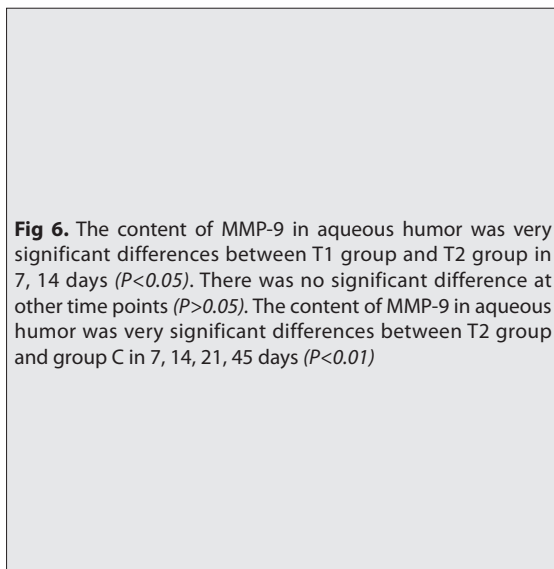 Fig 6. The content of MMP-9 in aqueous humor was very
significant differences between T1 group and T2 group in
7, 14 days (P<0.05). There was no significant difference at
other time points (P>0.05). The content of MMP-9 in aqueous
humor was very significant differences between T2 group
and group C in 7, 14, 21, 45 days (P<0.01)